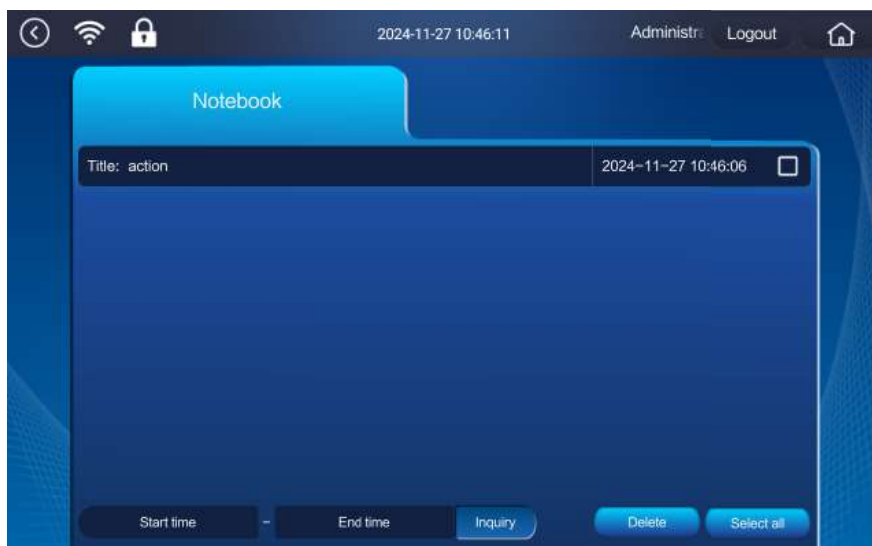 2024-11-27 10:46:11 Administr Logout
Notebook
Title: action 2024-11-27 10:46:06
Start time - End time Inquiry Delete Select all